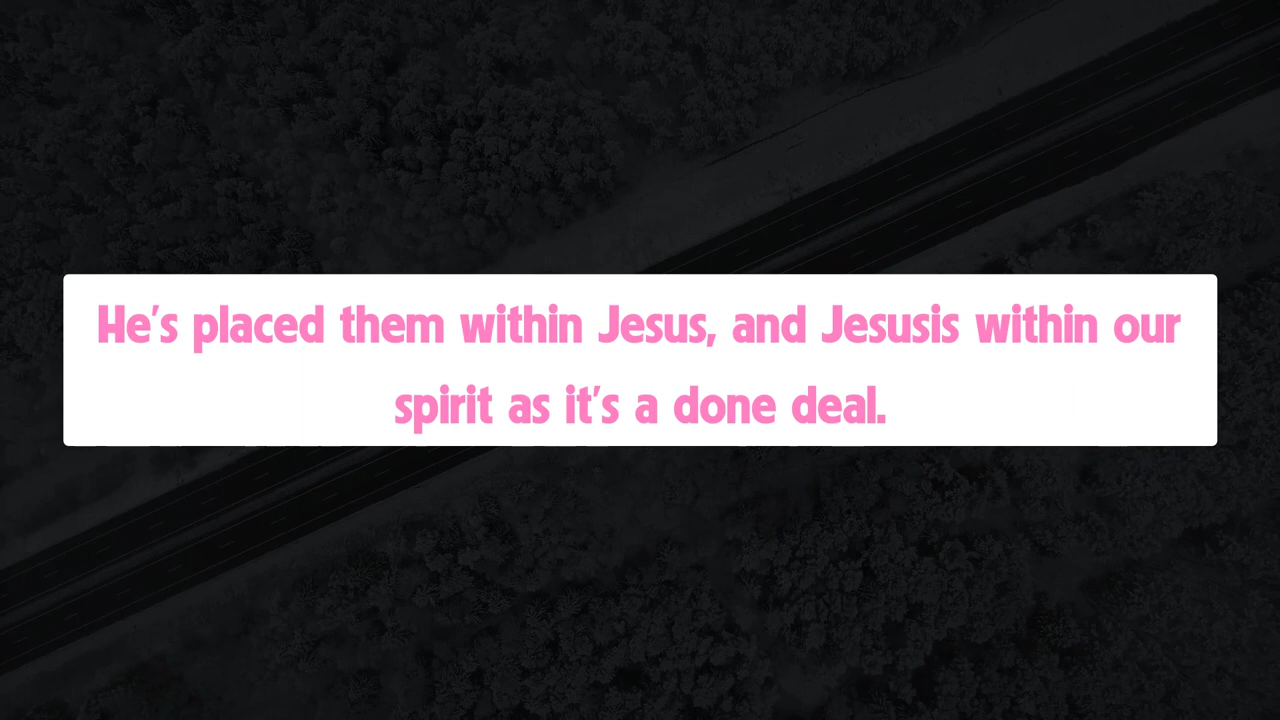 He's placed them within Jesus, and Jesusis within our
spirit as it's a done deal.